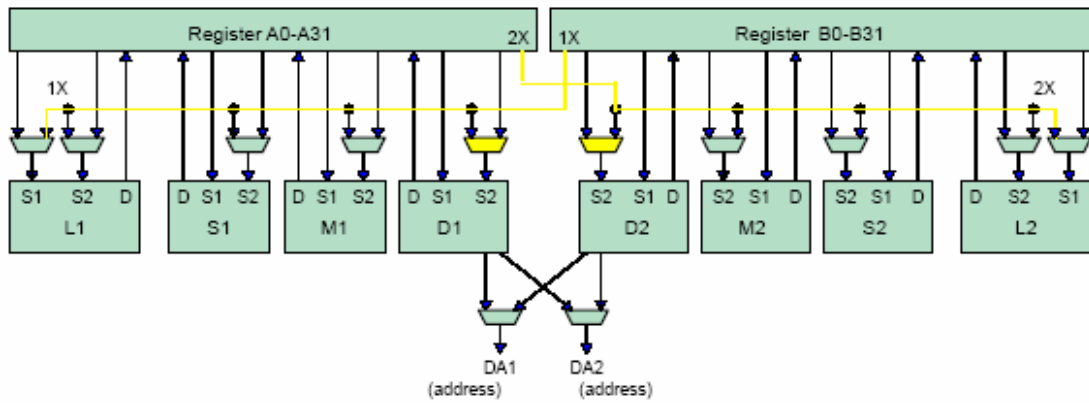 Register A0-A31 2X 1X Register B0-B31
1X 2X
S1 S2 D D S1 S2 D S1 S2 D S1 S2 S2 S1 D S2 S1 D S2 S1 D D S2 S1
L1 S1 M1 D1 D2 M2 S2 L2
DA1 DA2
(address) (address)